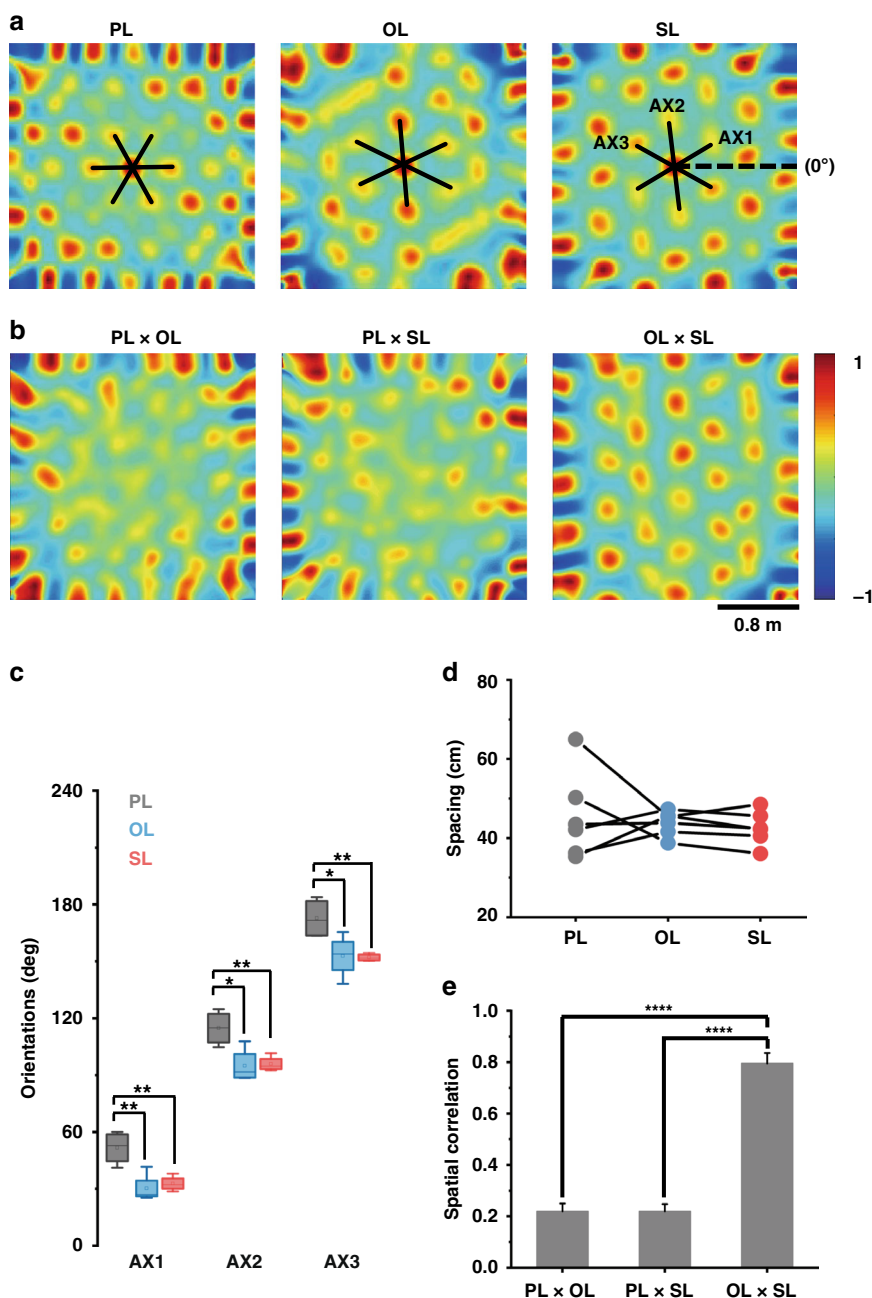 a
PL
OL
SL
AX2
AX3
AX1
(0°)
b
PL × OL
PL × SL
OL × SL
1
−1
0.8 m
c
240
180
120
60
0
Orientations (deg)
PL
OL
SL
**
**
*
**
*
**
AX1
AX2
AX3
d
80
60
40
20
Spacing (cm)
PL
OL
SL
e
1.0
0.8
0.6
0.4
0.2
0.0
Spatial correlation
****
****
PL × OL
PL × SL
OL × SL